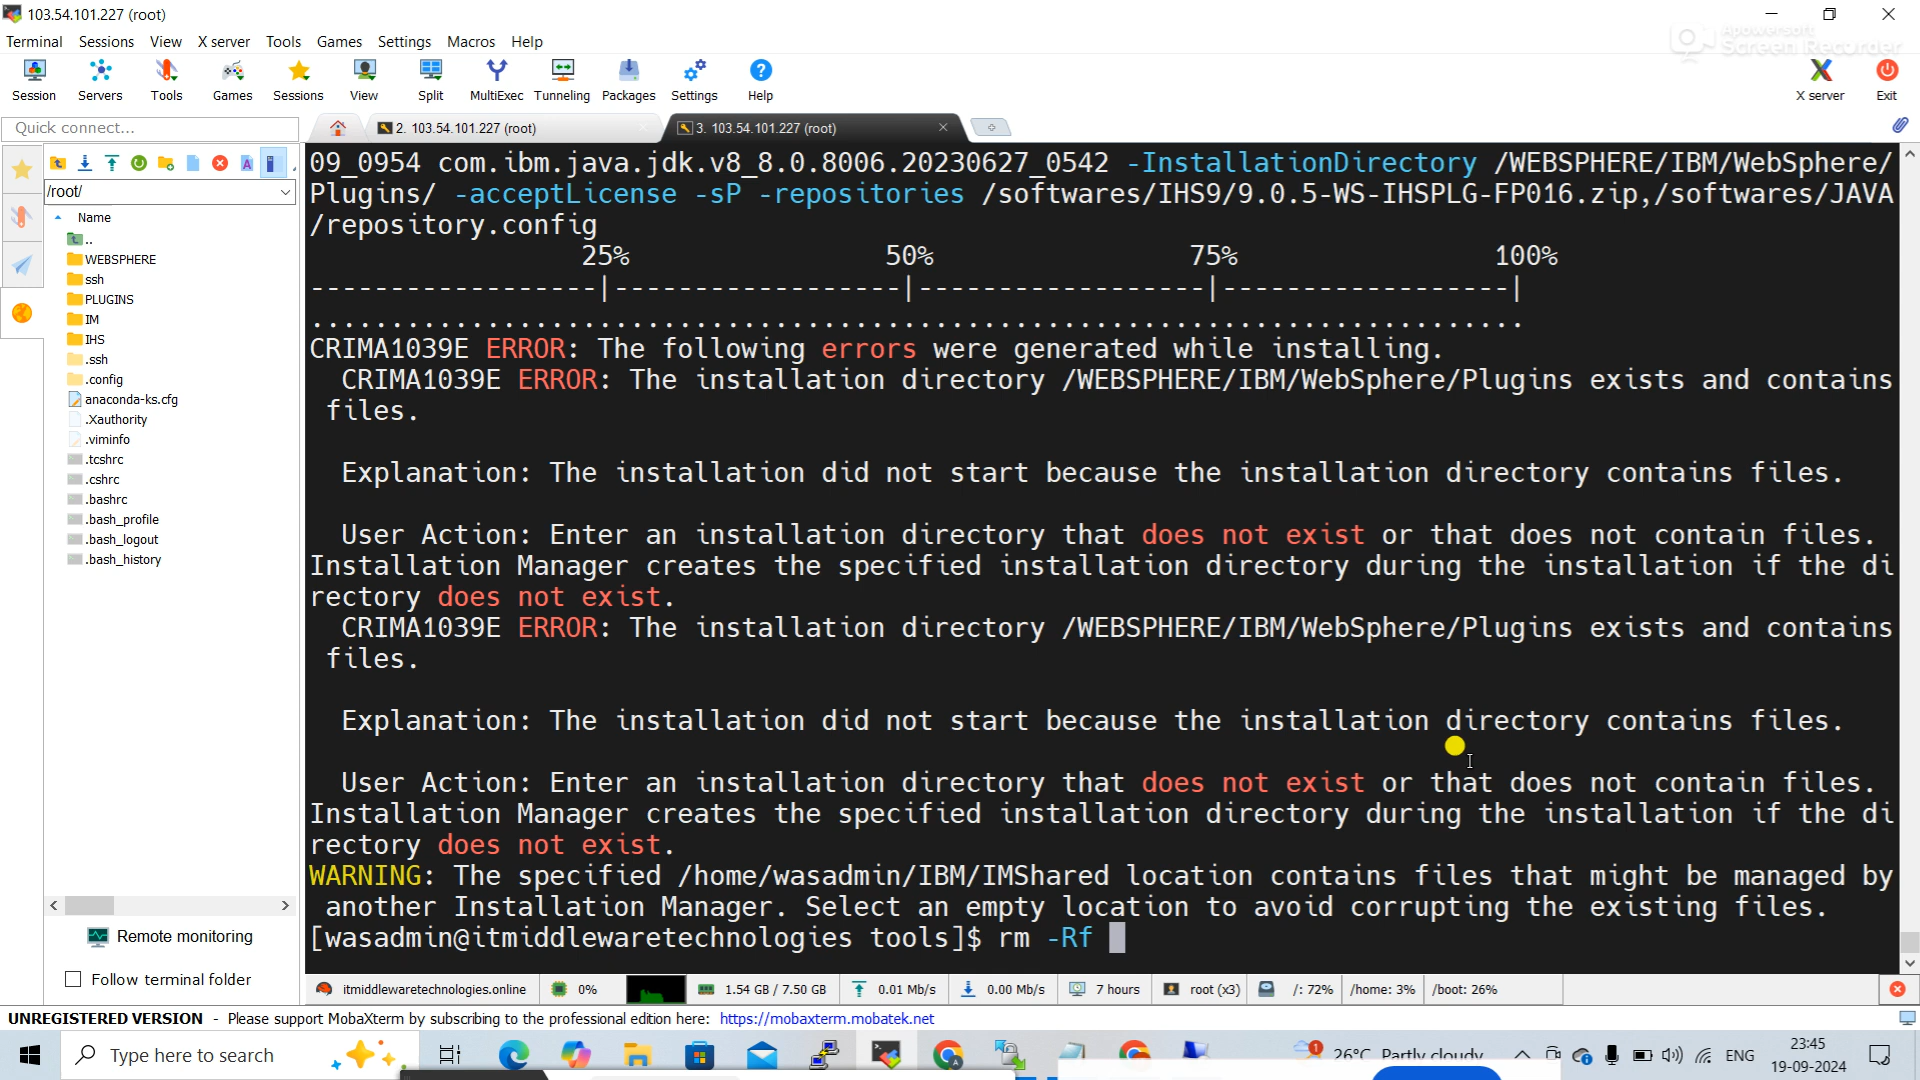 103.54.101.227 (root)
Apowersoft
Screen Recorder
Terminal Sessions View X server Tools Games Settings Macros Help
Session Servers Tools Games Sessions View Split MultiExec Tunneling Packages Settings Help X server Exit
Quick connect...
2. 103.54.101.227 (root)
3. 103.54.101.227 (root)
/root/
Name
..
WEBSPHERE
ssh
PLUGINS
IM
IHS
.ssh
.config
anaconda-ks.cfg
.Xauthority
.viminfo
.tcshrc
.cshrc
.bashrc
.bash_profile
.bash_logout
.bash_history
Remote monitoring
Follow terminal folder
09_0954 com.ibm.java.jdk.v8_8.0.8006.20230627_0542 -InstallationDirectory /WEBSPHERE/IBM/WebSphere/
Plugins/ -acceptLicense -sP -repositories /softwares/IHS9/9.0.5-WS-IHSPLG-FP016.zip,/softwares/JAVA
/repository.config
25% 50% 75% 100%
------------------|------------------|------------------|------------------|
............................................................................
CRIMA1039E ERROR: The following errors were generated while installing.
CRIMA1039E ERROR: The installation directory /WEBSPHERE/IBM/WebSphere/Plugins exists and contains
files.
Explanation: The installation did not start because the installation directory contains files.
User Action: Enter an installation directory that does not exist or that does not contain files.
Installation Manager creates the specified installation directory during the installation if the di
rectory does not exist.
CRIMA1039E ERROR: The installation directory /WEBSPHERE/IBM/WebSphere/Plugins exists and contains
files.
Explanation: The installation did not start because the installation directory contains files.
User Action: Enter an installation directory that does not exist or that does not contain files.
Installation Manager creates the specified installation directory during the installation if the di
rectory does not exist.
WARNING: The specified /home/wasadmin/IBM/IMShared location contains files that might be managed by
another Installation Manager. Select an empty location to avoid corrupting the existing files.
[wasadmin@itmiddlewaretechnologies tools]$ rm -Rf
itmiddlewaretechnologies.online 0% 1.54 GB / 7.50 GB 0.01 Mb/s 0.00 Mb/s 7 hours root (x3) /: 72% /home: 3% /boot: 26%
UNREGISTERED VERSION - Please support MobaXterm by subscribing to the professional edition here: https://mobaxterm.mobatek.net
Type here to search
1
26°C Partly cloudy
ENG
23:45
19-09-2024